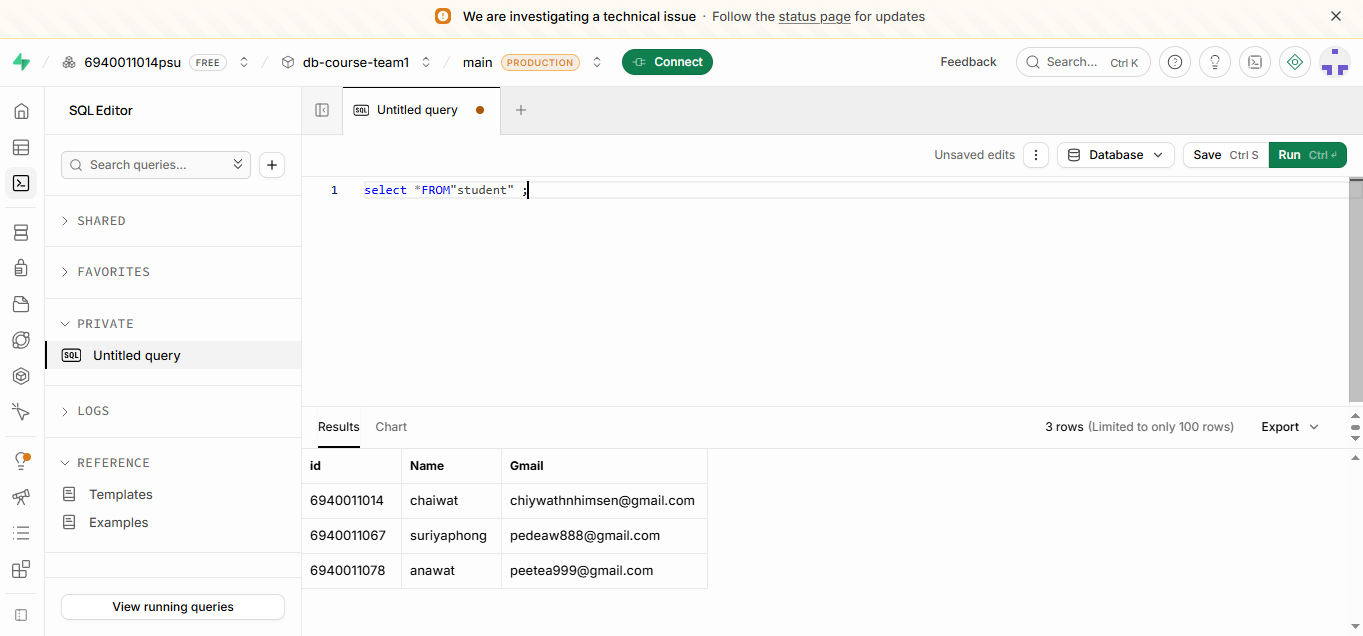 We are investigating a technical issue · Follow the status page for updates
6940011014psu FREE db-course-team1 main PRODUCTION Connect Feedback Search... Ctrl K
SQL Editor
SQL Untitled query
Search queries...
Unsaved edits Database Save Ctrl S Run Ctrl ↵
1 select *FROM"student" ;
SHARED
FAVORITES
PRIVATE
SQL Untitled query
LOGS
REFERENCE
Templates
Examples
View running queries
Results Chart 3 rows (Limited to only 100 rows) Export
id Name Gmail
6940011014 chaiwat chiywathnhimsen@gmail.com
6940011067 suriyaphong pedeaw888@gmail.com
6940011078 anawat peetea999@gmail.com